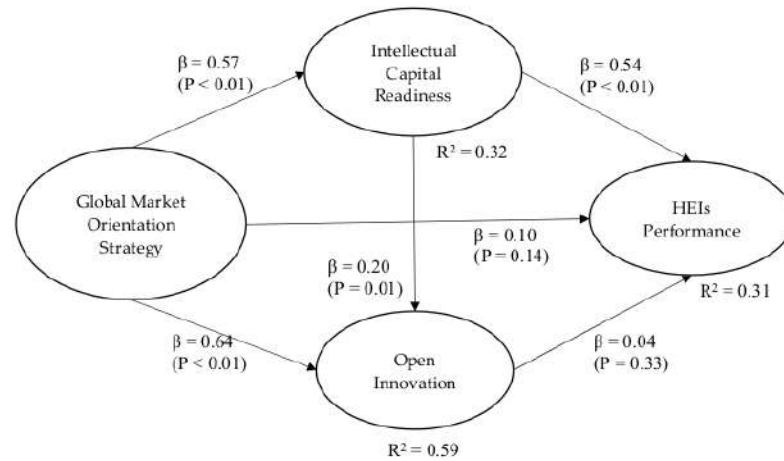 Intellectual
Capital
Readiness
β = 0.57
(P < 0.01)
β = 0.54
(P < 0.01)
R² = 0.32
Global Market
Orientation
Strategy
HEIs
Performance
β = 0.10
(P = 0.14)
β = 0.20
(P = 0.01)
R² = 0.31
β = 0.64
(P < 0.01)
Open
Innovation
β = 0.04
(P = 0.33)
R² = 0.59